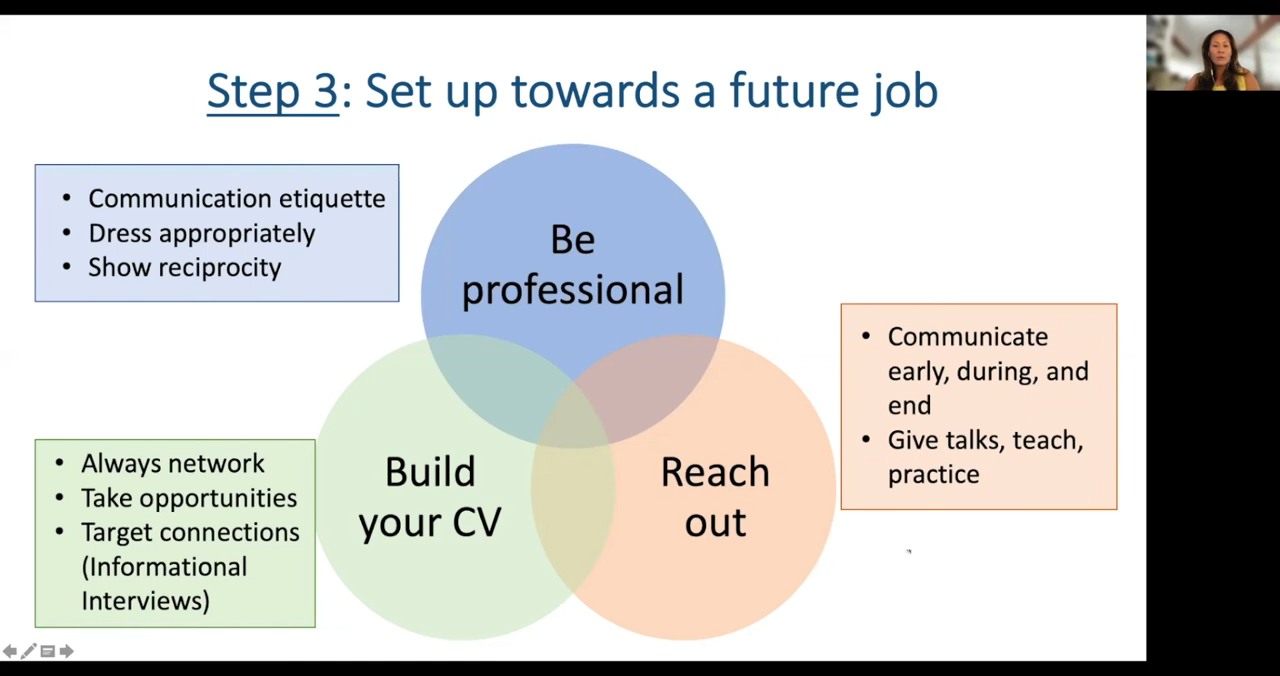 Step 3: Set up towards a future job
• Communication etiquette
• Dress appropriately
• Show reciprocity
Be
professional
• Communicate
early, during, and
end
• Give talks, teach,
practice
• Always network
• Take opportunities
• Target connections
(Informational
Interviews)
Build
your CV
Reach
out